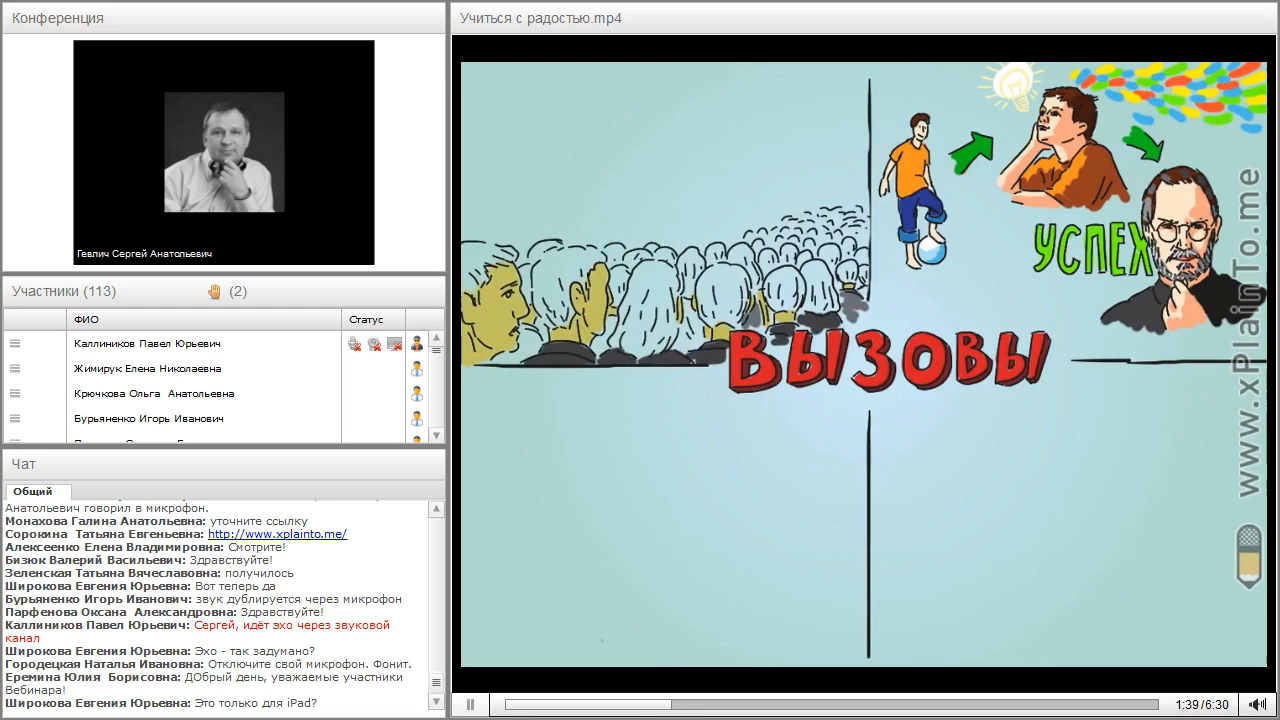 Конференция
Гевлич Сергей Анатольевич
Участники (113)
(2)
ФИО
Статус
Каллиников Павел Юрьевич
Жимирук Елена Николаевна
Крючкова Ольга Анатольевна
Бурьяненко Игорь Иванович
Чат
Общий
Анатольевич говорил в микрофон.
Монахова Галина Анатольевна: уточните ссылку
Сорокина Татьяна Евгеньевна: http://www.xplainto.me/
Алексеенко Елена Владимировна: Смотрите!
Бизюк Валерий Васильевич: Здравствуйте!
Зеленская Татьяна Вячеславовна: получилось
Широкова Евгения Юрьевна: Вот теперь да
Бурьяненко Игорь Иванович: звук дублируется через микрофон
Парфенова Оксана Александровна: Здравствуйте!
Каллиников Павел Юрьевич: Сергей, идёт эхо через звуковой
канал
Широкова Евгения Юрьевна: Эхо - так задумано?
Городецкая Наталья Ивановна: Отключите свой микрофон. Фонит.
Еремина Юлия Борисовна: ДОбрый день, уважаемые участники
Вебинара!
Широкова Евгения Юрьевна: Это только для iPad?
Учиться с радостью.mp4
УСПЕХ
ВЫЗОВЫ
www.xPlainTo.me
1:39/6:30